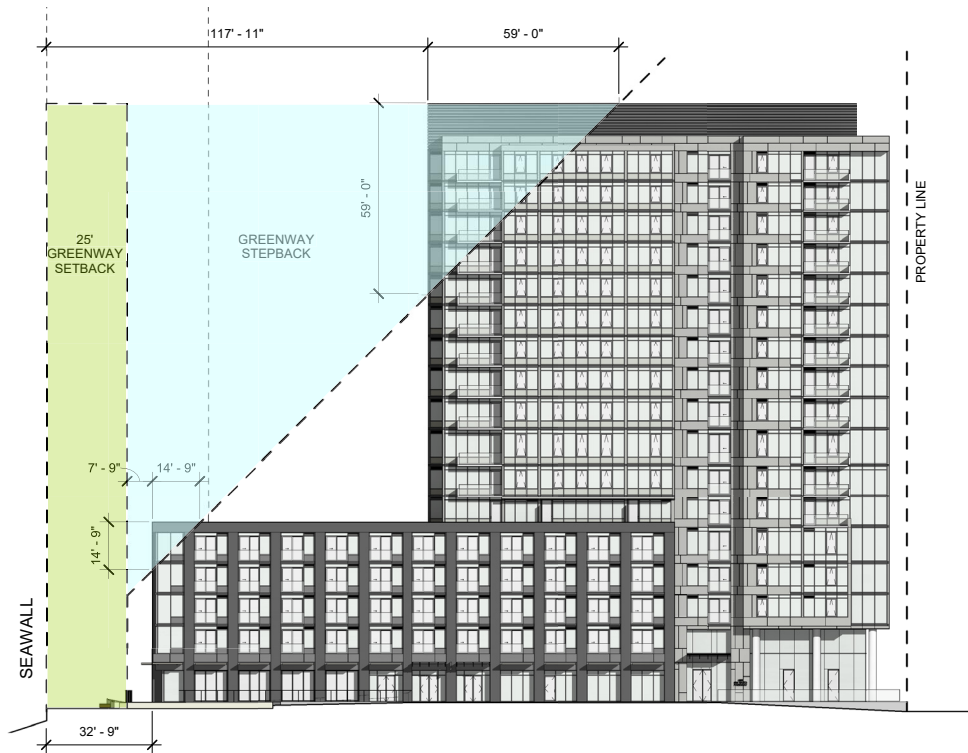 117' - 11"
59' - 0"
59' - 0"
25'
GREENWAY
SETBACK
GREENWAY
STEPBACK
PROPERTY LINE
7' - 9"
14' - 9"
14' - 9"
SEAWALL
32' - 9"